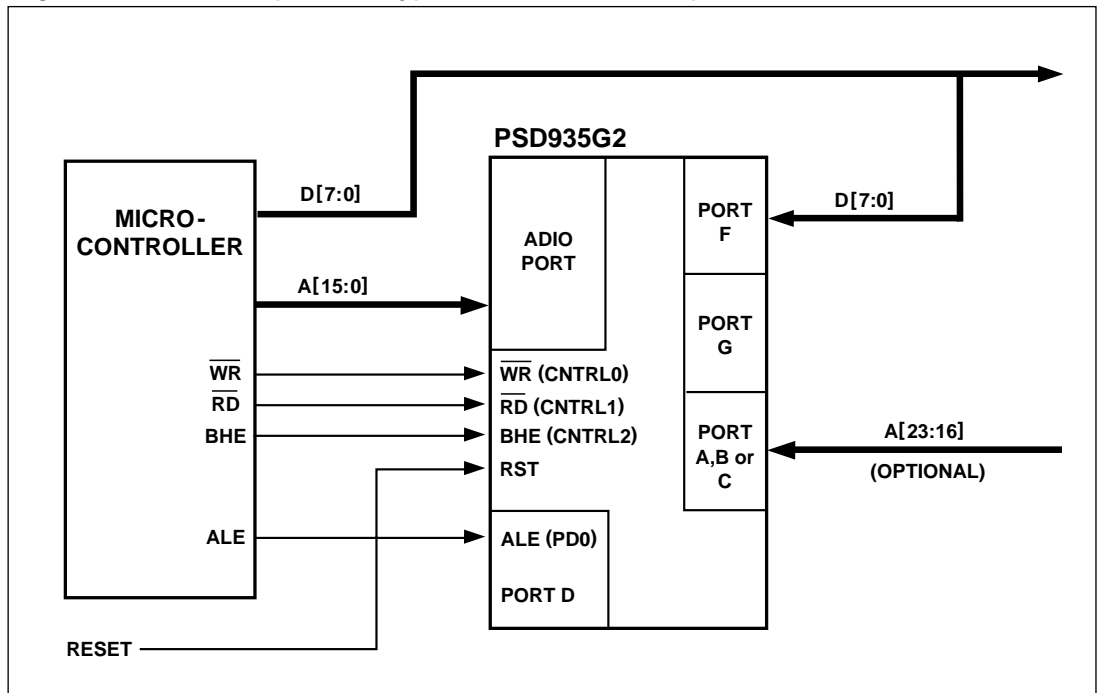 PSD935G2
MICRO-
CONTROLLER
D[7:0]
A[15:0]
WR
RD
BHE
ALE
RESET
ADIO
PORT
WR (CNTRL0)
RD (CNTRL1)
BHE (CNTRL2)
RST
ALE (PD0)
PORT D
PORT
F
PORT
G
PORT
A,B or
C
D[7:0]
A[23:16]
(OPTIONAL)